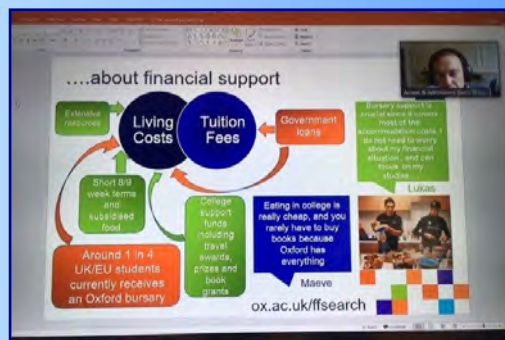 ....about financial support
Extensive
resources
Living
Costs
Tuition
Fees
Government
loans
Short 8/9
week terms
and
subsidised
food
College
support
funds
including
travel
awards,
prizes and
book
grants
Around 1 in 4
UK/EU students
currently receives
an Oxford bursary
Eating in college is
really cheap, and you
rarely have to buy
books because
Oxford has
everything
Maeve
Bursary support is
crucial since it covers
most of the
accommodation costs. I
do not need to worry
about my financial
situation, and can
focus on my
studies
Lukas
ox.ac.uk/ffsearch